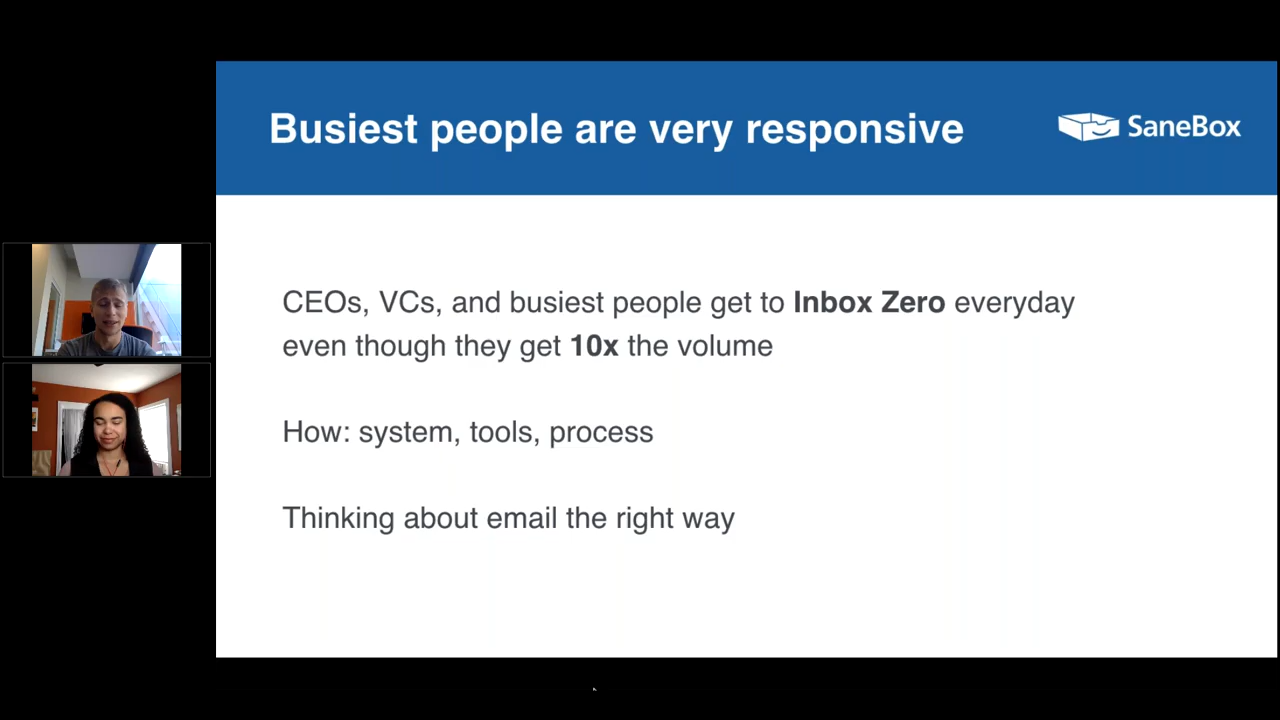 Busiest people are very responsive
SaneBox
CEOs, VCs, and busiest people get to Inbox Zero everyday
even though they get 10x the volume
How: system, tools, process
Thinking about email the right way